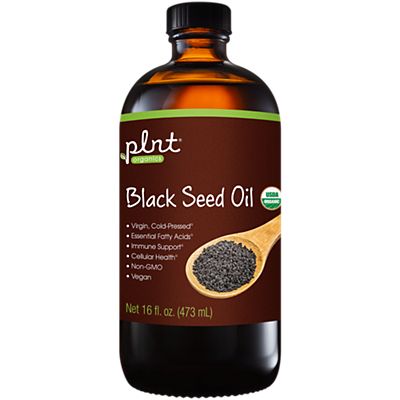 plnt®
organics
Black Seed Oil
USDA
ORGANIC
• Virgin, Cold-Pressed*
• Essential Fatty Acids*
• Immune Support*
• Cellular Health*
• Non-GMO
• Vegan
Net 16 fl. oz. (473 mL)